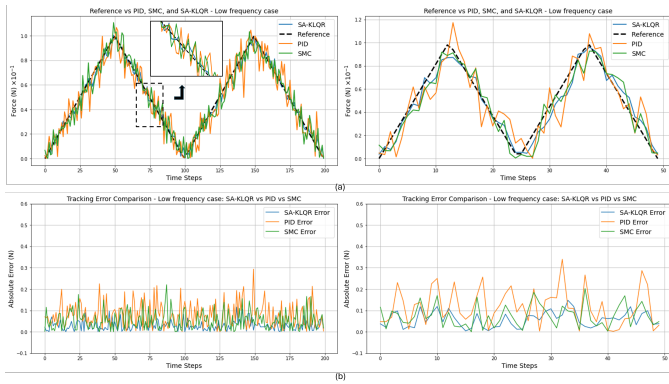 Reference vs PID, SMC, and SA-KLQR - Low frequency case
Force (N) ×10⁻¹
1.0
0.8
0.6
0.4
0.2
0.0
0 25 50 75 100 125 150 175 200
Time Steps
SA-KLQR
Reference
PID
SMC
Reference vs PID, SMC, and SA-KLQR - Low frequency case
Force (N) ×10⁻¹
1.0
0.8
0.6
0.4
0.2
0.0
0 10 20 30 40 50
Time Steps
SA-KLQR
Reference
PID
SMC
(a)
Tracking Error Comparison - Low frequency case: SA-KLQR vs PID vs SMC
Absolute Error (N)
0.4
0.3
0.2
0.1
0.0
-0.1
0 25 50 75 100 125 150 175 200
Time Steps
SA-KLQR Error
PID Error
SMC Error
Tracking Error Comparison - Low frequency case: SA-KLQR vs PID vs SMC
Absolute Error (N)
0.4
0.3
0.2
0.1
0.0
-0.1
0 10 20 30 40 50
Time Steps
SA-KLQR Error
PID Error
SMC Error
(b)